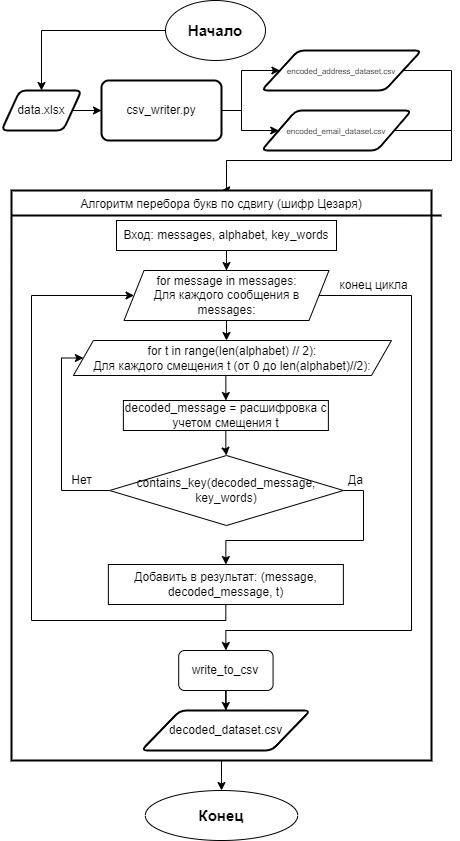 Начало
encoded_address_dataset.csv
data.xlsx
csv_writer.py
encoded_email_dataset.csv
Алгоритм перебора букв по сдвигу (шифр Цезаря)
Вход: messages, alphabet, key_words
for message in messages:
Для каждого сообщения в
messages:
конец цикла
for t in range(len(alphabet) // 2):
Для каждого смещения t (от 0 до len(alphabet)//2):
decoded_message = расшифровка с
учетом смещения t
Нет
contains_key(decoded_message,
key_words)
Да
Добавить в результат: (message,
decoded_message, t)
write_to_csv
decoded_dataset.csv
Конец